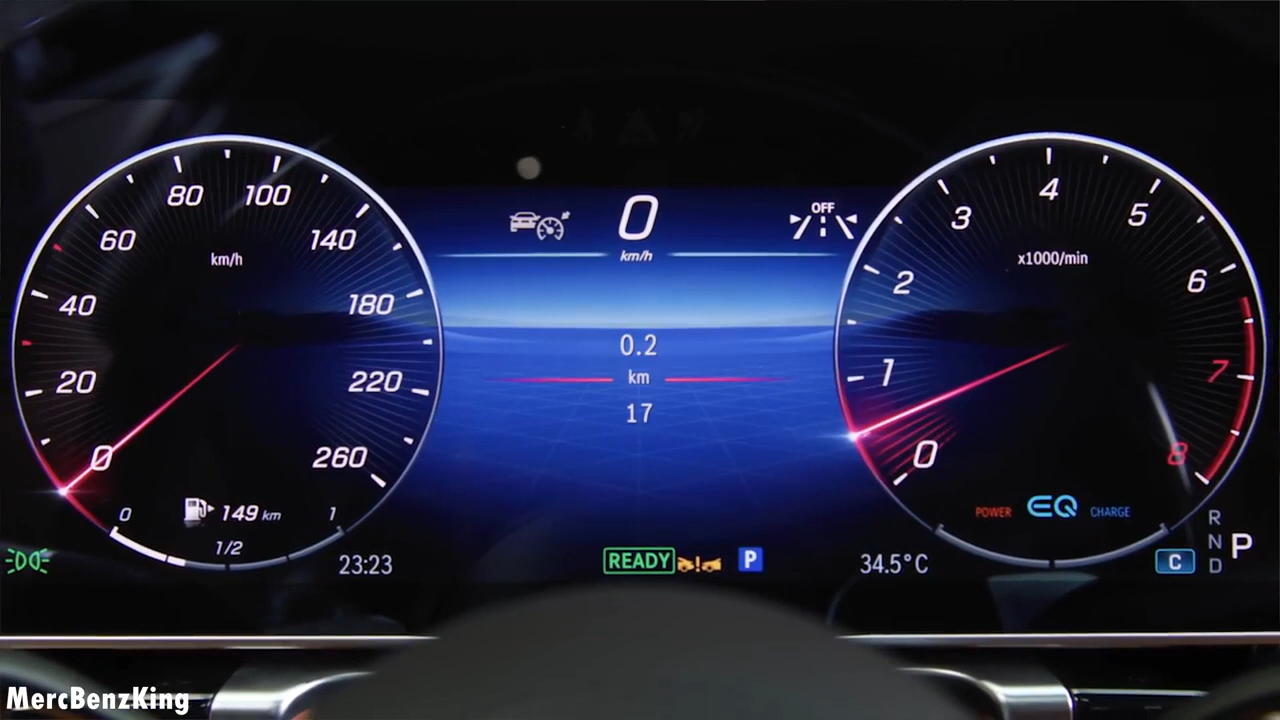 80 100
60 140
km/h
40 180
20 220
0 260
0 149 km 1
1/2
23:23
0
km/h
0.2
km
17
READY P
OFF
4
3 5
x1000/min
2 6
1 7
0 8
POWER EQ CHARGE
34.5°C
C
R
N P
D
MercBenzKing